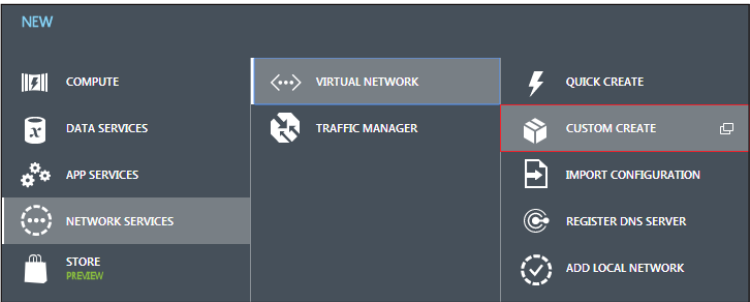 NEW
COMPUTE
DATA SERVICES
APP SERVICES
NETWORK SERVICES
STORE
PREVIEW
VIRTUAL NETWORK
TRAFFIC MANAGER
QUICK CREATE
CUSTOM CREATE
IMPORT CONFIGURATION
REGISTER DNS SERVER
ADD LOCAL NETWORK